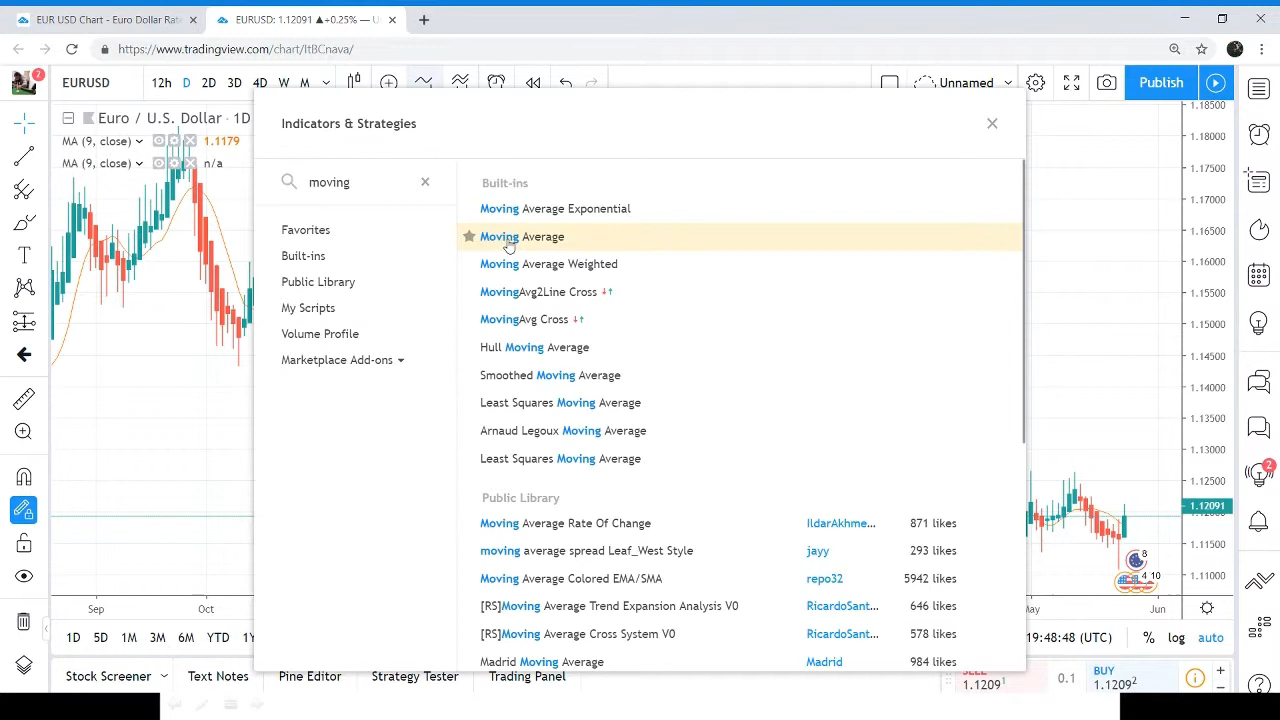 EUR USD Chart - Euro Dollar Rate
EURUSD: 1.12091 ▲+0.25% — U
https://www.tradingview.com/chart/ItBCnava/
2
EURUSD
12h D 2D 3D 4D W M
Unnamed
Publish
Euro / U.S. Dollar · 1D
MA (9, close) 1.1179
MA (9, close) n/a
Indicators & Strategies
moving
Favorites
Built-ins
Public Library
My Scripts
Volume Profile
Marketplace Add-ons
Built-ins
Moving Average Exponential
Moving Average
Moving Average Weighted
MovingAvg2Line Cross
MovingAvg Cross
Hull Moving Average
Smoothed Moving Average
Least Squares Moving Average
Arnaud Legoux Moving Average
Least Squares Moving Average
Public Library
Moving Average Rate Of Change IldarAkhme... 871 likes
moving average spread Leaf_West Style jayy 293 likes
Moving Average Colored EMA/SMA repo32 5942 likes
[RS]Moving Average Trend Expansion Analysis V0 RicardoSant... 646 likes
[RS]Moving Average Cross System V0 RicardoSant... 578 likes
Madrid Moving Average Madrid 984 likes
1.18500
1.18000
1.17500
1.17000
1.16500
1.16000
1.15500
1.15000
1.14500
1.14000
1.13500
1.13000
1.12500
1.12091
1.11500
1.11000
2
8
4 10
Sep Oct May Jun
1D 5D 1M 3M 6M YTD 1
19:48:48 (UTC) % log auto
Stock Screener Text Notes Pine Editor Strategy Tester Trading Panel
SELL
1.12091
0.1
BUY
1.12092